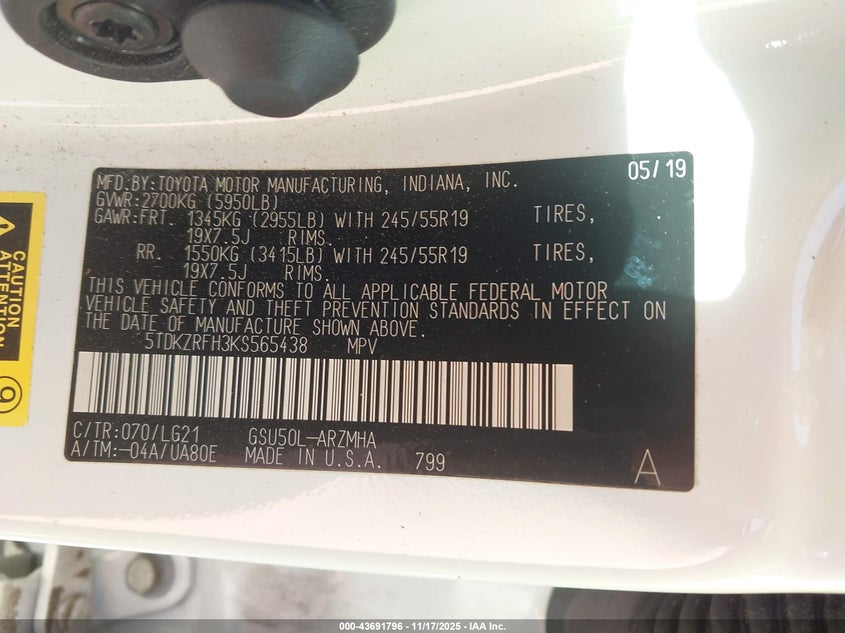 05/19
MFD.BY:TOYOTA MOTOR MANUFACTURING, INDIANA, INC.
GVWR:2700KG (5950LB)
GAWR:FRT. 1345KG (2955LB) WITH 245/55R19 TIRES,
19X7.5J RIMS.
RR. 1550KG (3415LB) WITH 245/55R19 TIRES,
19X7.5J RIMS.
THIS VEHICLE CONFORMS TO ALL APPLICABLE FEDERAL MOTOR
VEHICLE SAFETY AND THEFT PREVENTION STANDARDS IN EFFECT ON
THE DATE OF MANUFACTURE SHOWN ABOVE.
5TDKZRFH3KS565438 MPV
C/TR:070/LG21 GSU50L-ARZMHA
A/TM:-04A/UA80E MADE IN U.S.A. 799
A
CAUTION
ATTENTION
9
000-43691796 - 11/17/2025 - IAA Inc.